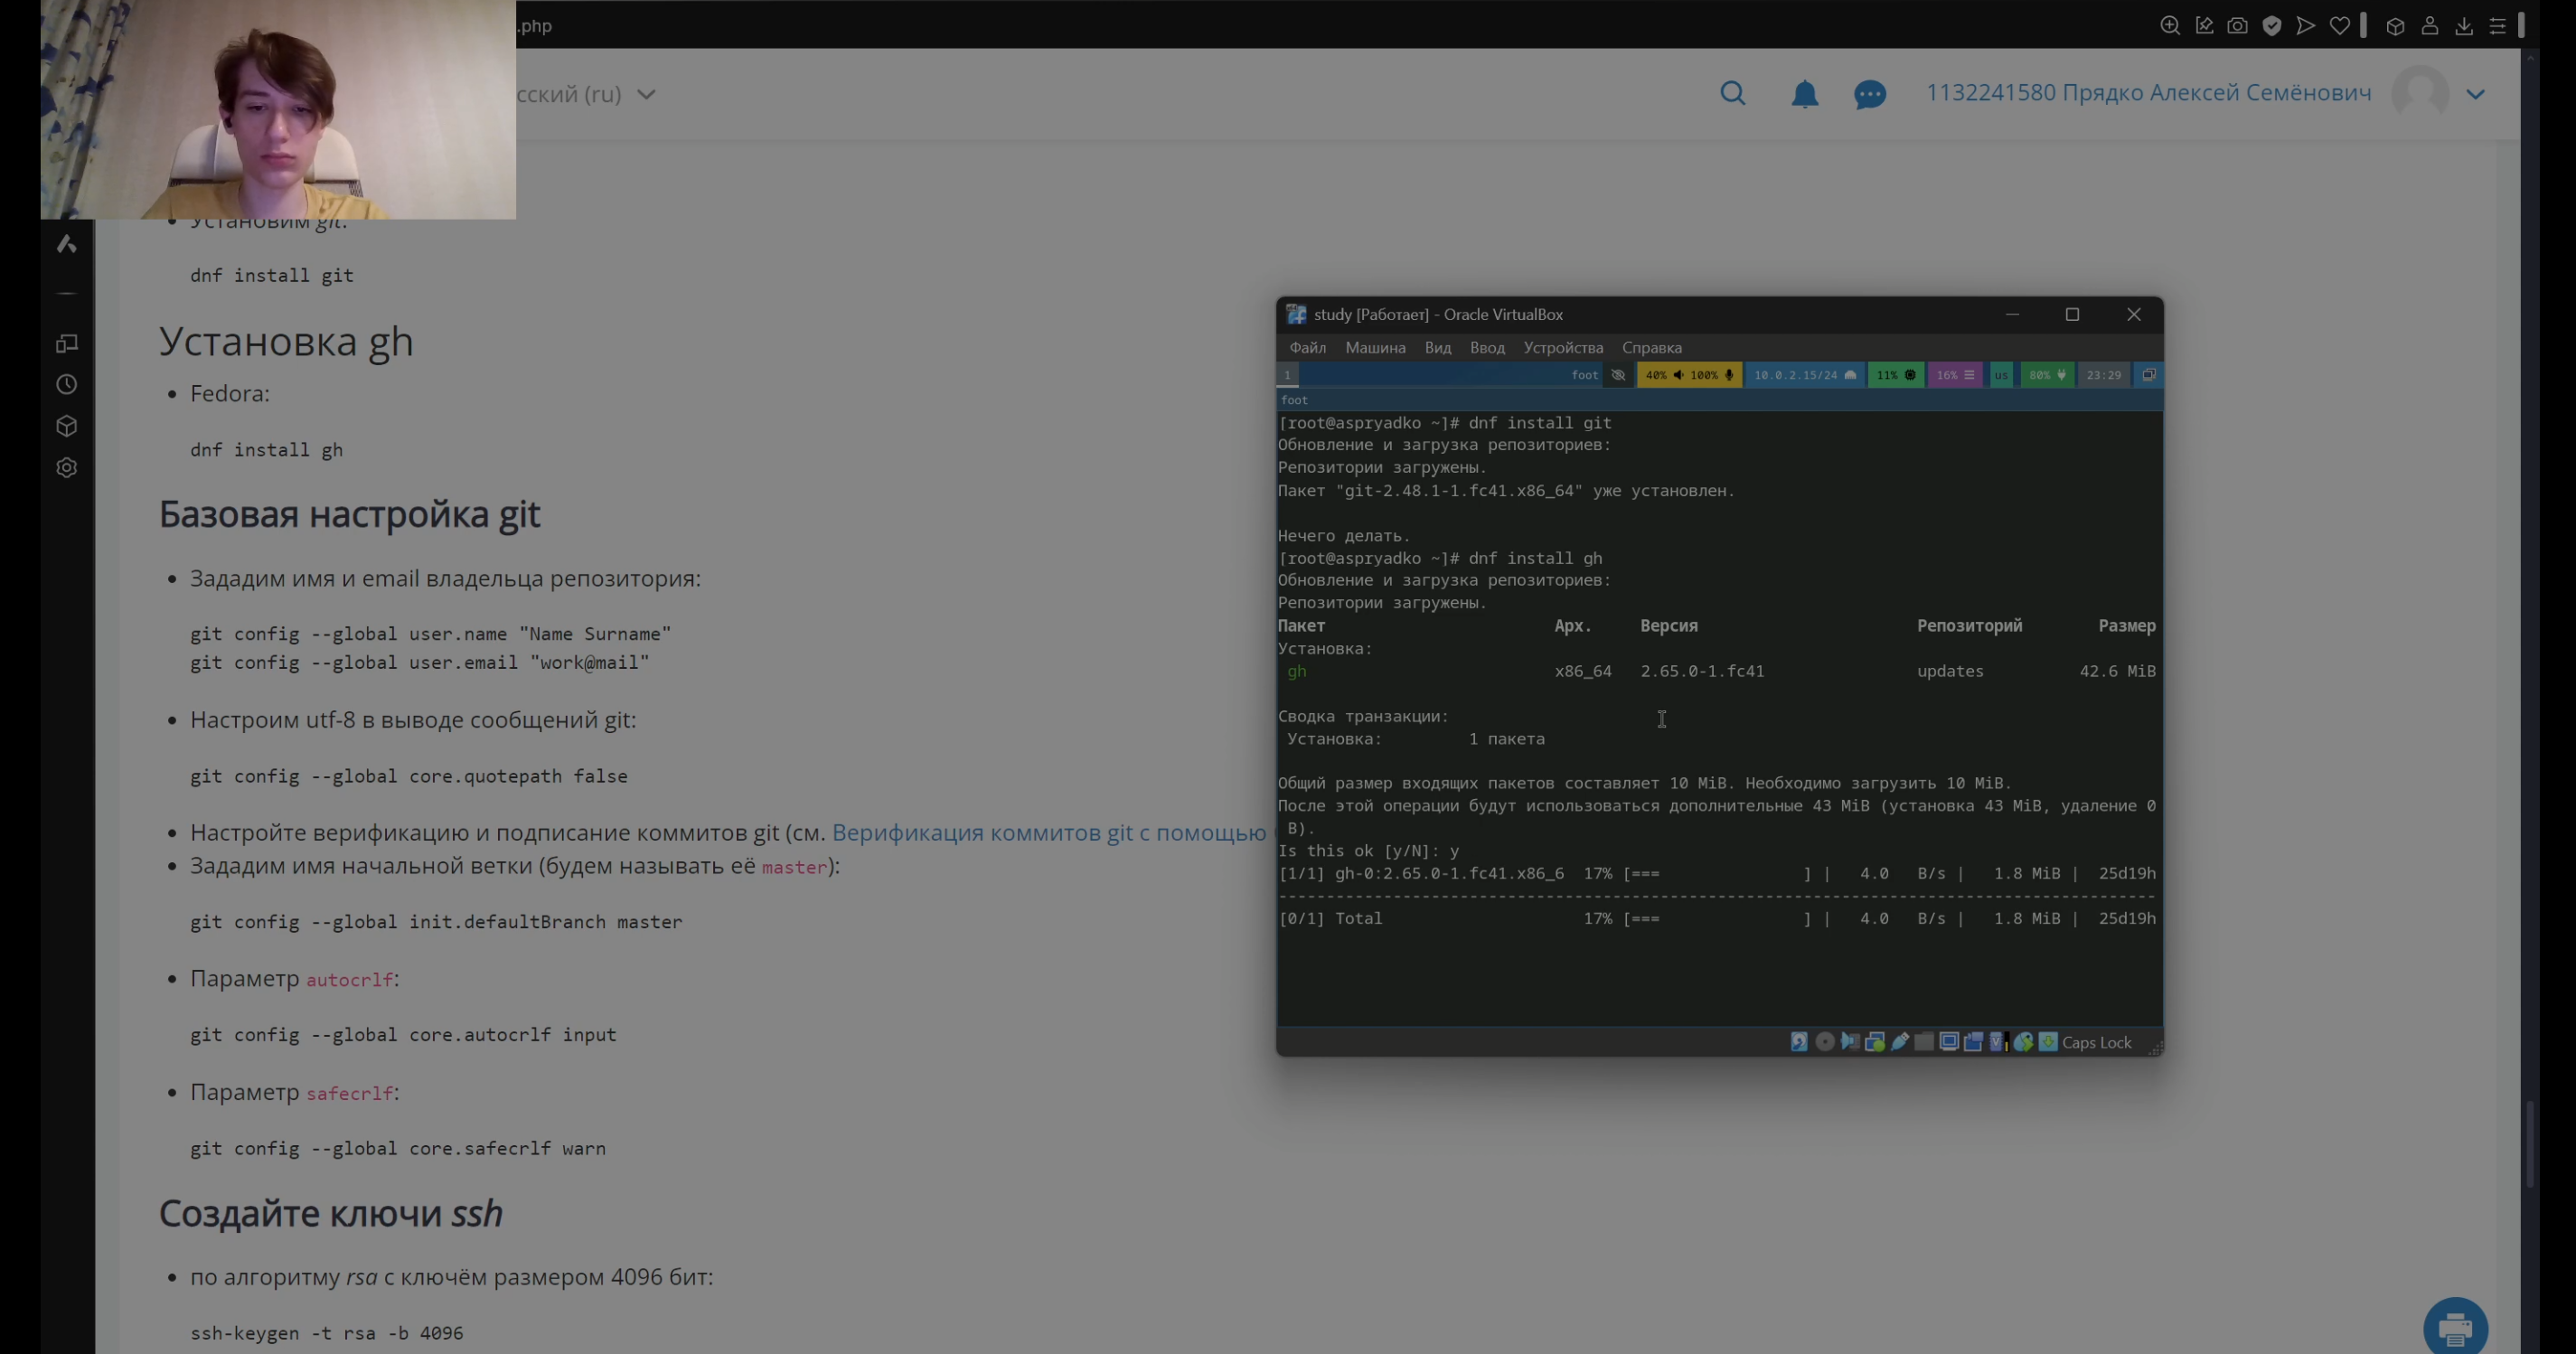 .php
сский (ru)
1132241580 Прядко Алексей Семёнович
• Установим git.
dnf install git
Установка gh
• Fedora:
dnf install gh
Базовая настройка git
• Зададим имя и email владельца репозитория:
git config --global user.name "Name Surname"
git config --global user.email "work@mail"
• Настроим utf-8 в выводе сообщений git:
git config --global core.quotepath false
• Настройте верификацию и подписание коммитов git (см. Верификация коммитов git с помощью
• Зададим имя начальной ветки (будем называть её master):
git config --global init.defaultBranch master
• Параметр autocrlf:
git config --global core.autocrlf input
• Параметр safecrlf:
git config --global core.safecrlf warn
Создайте ключи ssh
• по алгоритму rsa с ключём размером 4096 бит:
ssh-keygen -t rsa -b 4096
study [Работает] - Oracle VirtualBox
Файл Машина Вид Ввод Устройства Справка
1 foot 40% 100% 10.0.2.15/24 11% 16% us 80% 23:29
foot
[root@aspryadko ~]# dnf install git
Обновление и загрузка репозиториев:
Репозитории загружены.
Пакет "git-2.48.1-1.fc41.x86_64" уже установлен.
Нечего делать.
[root@aspryadko ~]# dnf install gh
Обновление и загрузка репозиториев:
Репозитории загружены.
Пакет Арх. Версия Репозиторий Размер
Установка:
gh x86_64 2.65.0-1.fc41 updates 42.6 MiB
Сводка транзакции:
Установка: 1 пакета
Общий размер входящих пакетов составляет 10 MiB. Необходимо загрузить 10 MiB.
После этой операции будут использоваться дополнительные 43 MiB (установка 43 MiB, удаление 0
B).
Is this ok [y/N]: y
[1/1] gh-0:2.65.0-1.fc41.x86_6 17% [=== ] | 4.0 B/s | 1.8 MiB | 25d19h
--------------------------------------------------------------------------------------------
[0/1] Total 17% [=== ] | 4.0 B/s | 1.8 MiB | 25d19h
Caps Lock